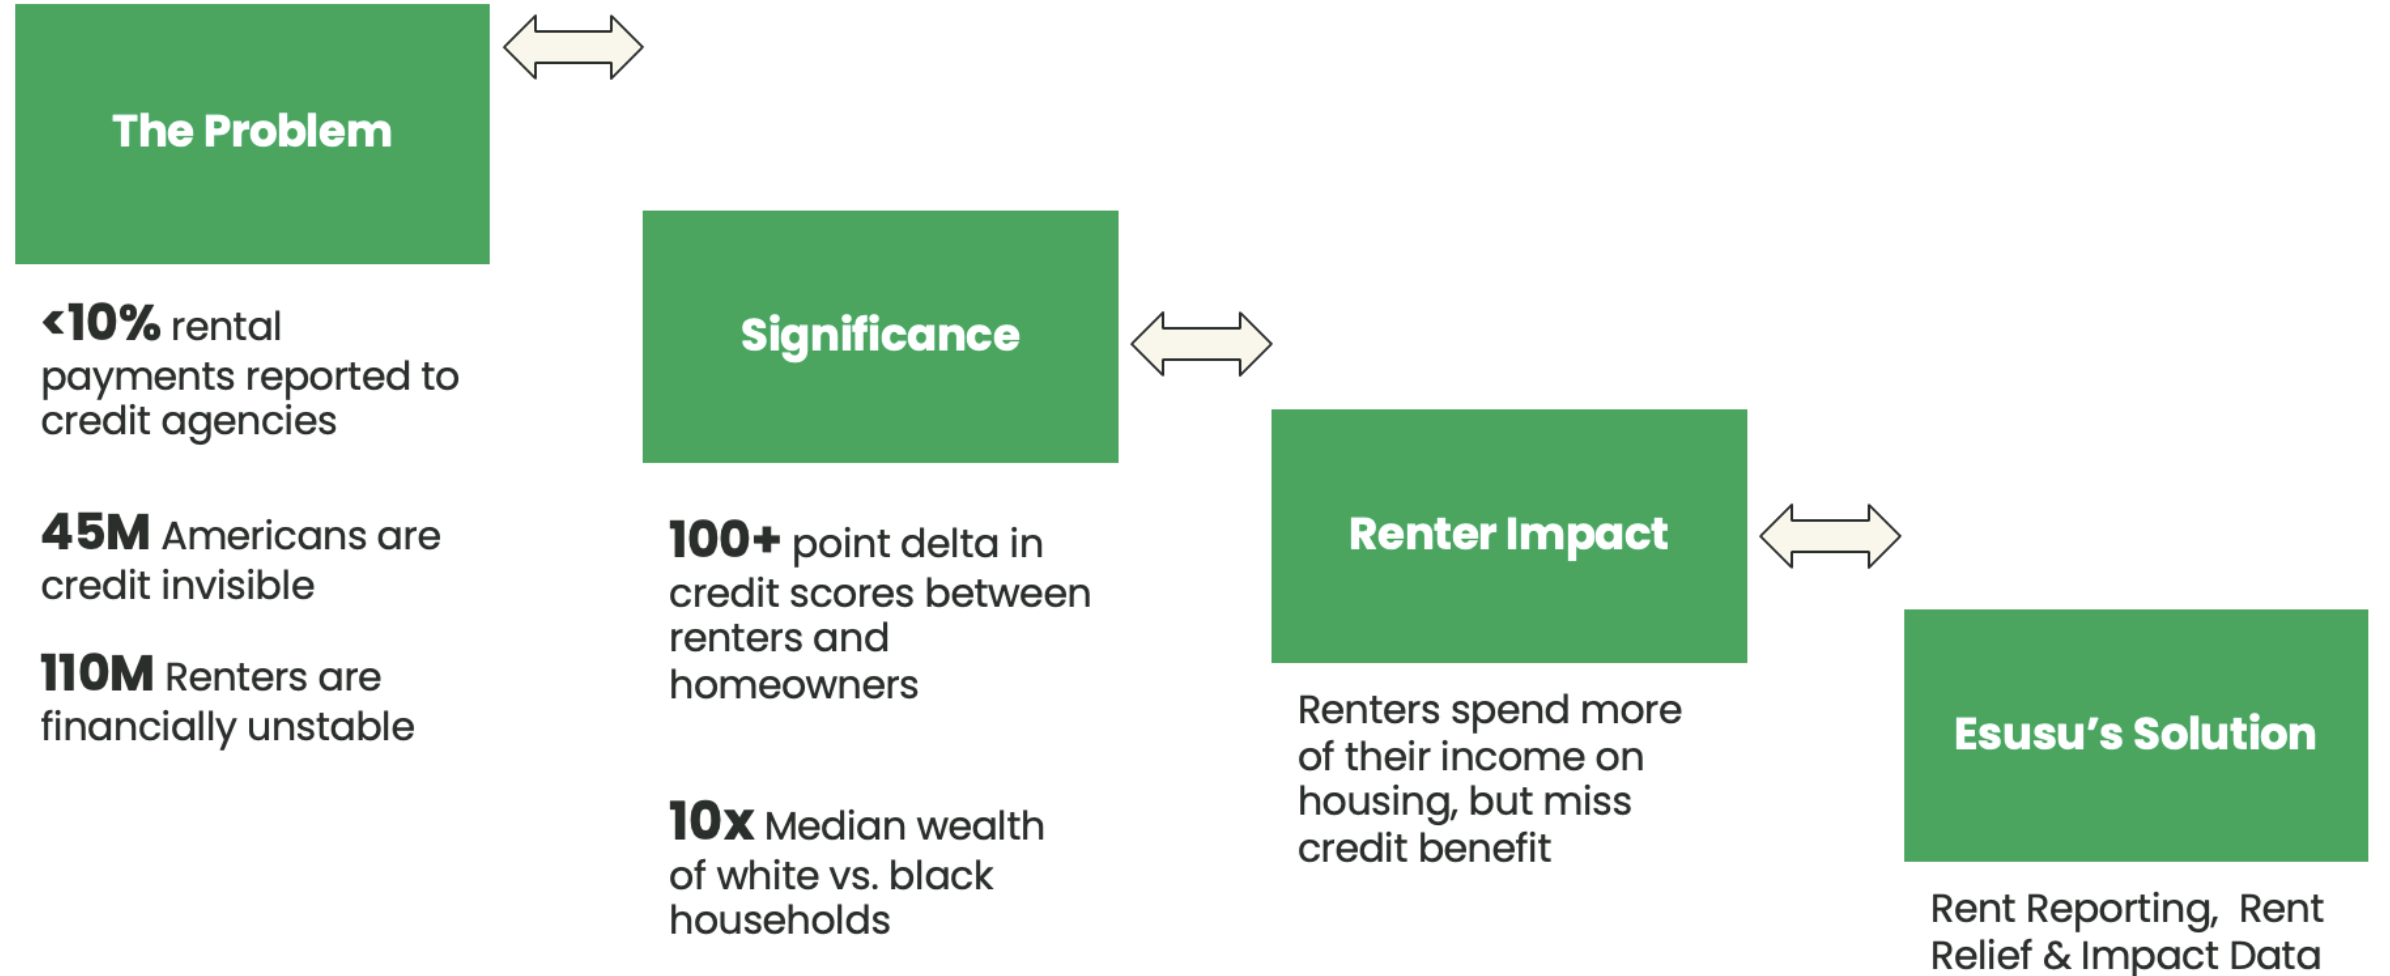 The Problem
<10% rental
payments reported to
credit agencies
45M Americans are
credit invisible
110M Renters are
financially unstable
Significance
100+ point delta in
credit scores between
renters and
homeowners
10x Median wealth
of white vs. black
households
Renter Impact
Renters spend more
of their income on
housing, but miss
credit benefit
Esusu’s Solution
Rent Reporting,  Rent
Relief & Impact Data